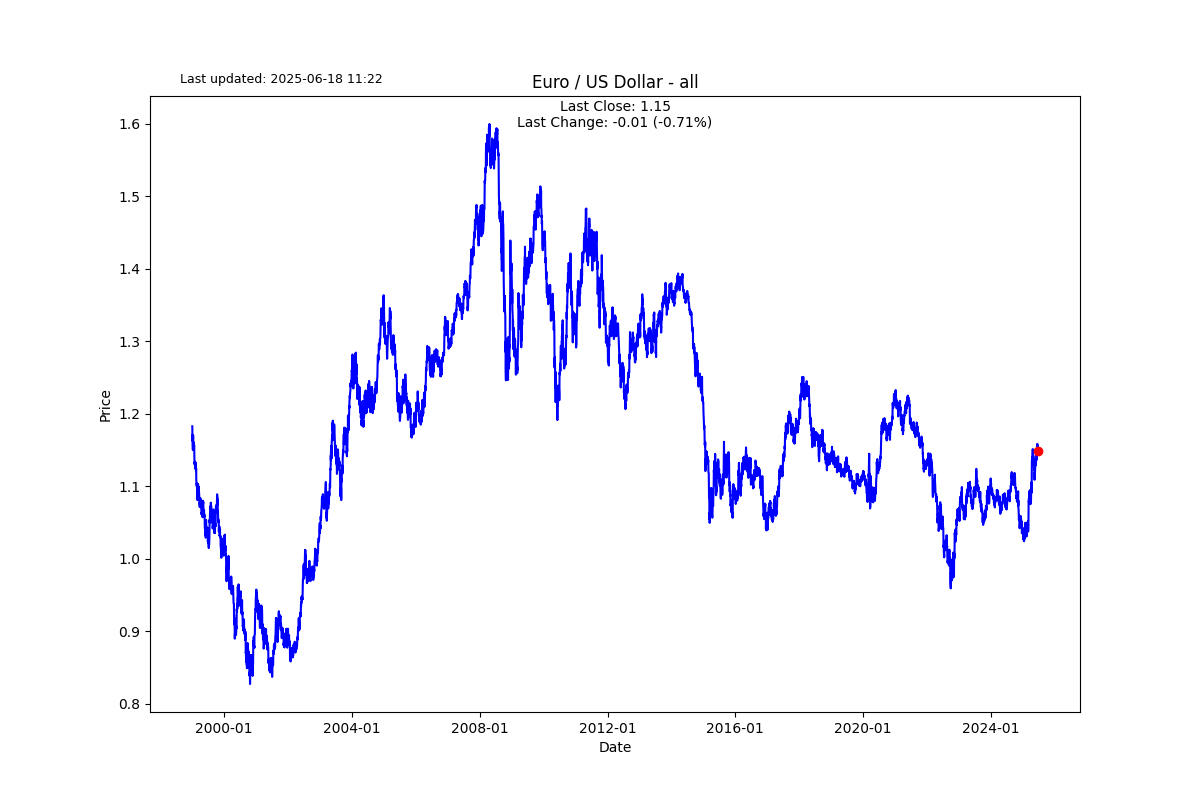 Last updated: 2025-06-18 11:22
Euro / US Dollar - all
Last Close: 1.15
Last Change: -0.01 (-0.71%)
1.6
1.5
1.4
1.3
1.2
1.1
1.0
0.9
0.8
Price
2000-01 2004-01 2008-01 2012-01 2016-01 2020-01 2024-01
Date